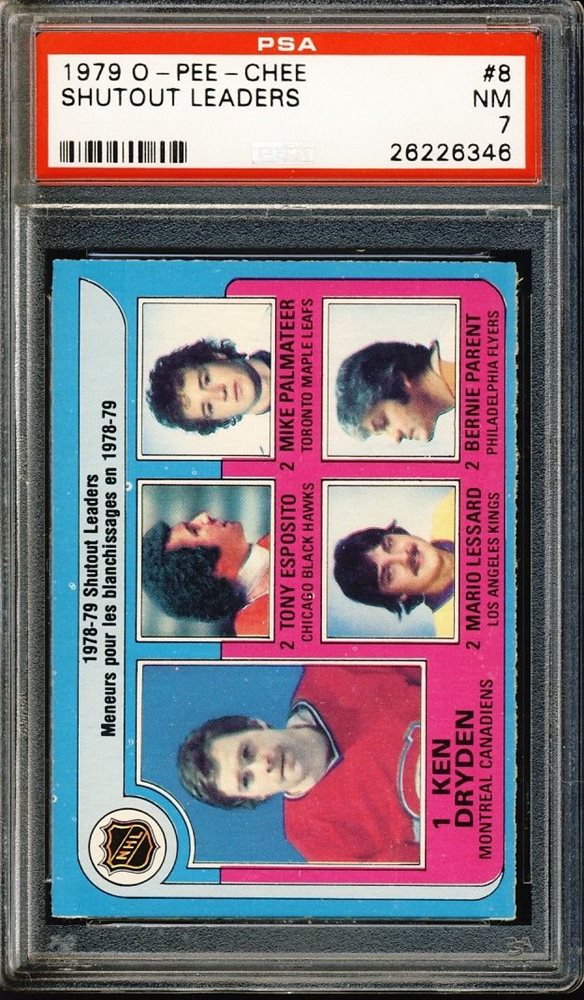 PSA
1979 O-PEE-CHEE #8
SHUTOUT LEADERS NM
7
26226346
1978-79 Shutout Leaders
Meneurs pour les blanchissages en 1978-79
NHL
1 KEN
DRYDEN
MONTREAL CANADIENS
2 TONY ESPOSITO
CHICAGO BLACK HAWKS
2 MIKE PALMATEER
TORONTO MAPLE LEAFS
2 MARIO LESSARD
LOS ANGELES KINGS
2 BERNIE PARENT
PHILADELPHIA FLYERS